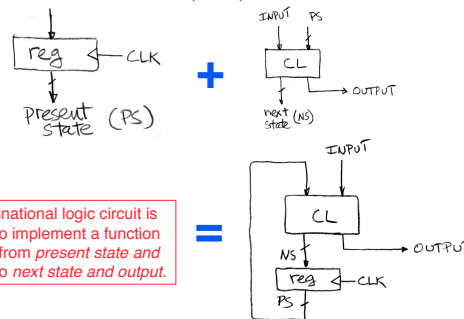 reg
CLK
present
state (PS)
+
INPUT PS
CL
OUTPUT
next
state (NS)
inational logic circuit is
o implement a function
from present state and
o next state and output.
=
INPUT
CL
OUTPUT
NS
reg
CLK
PS